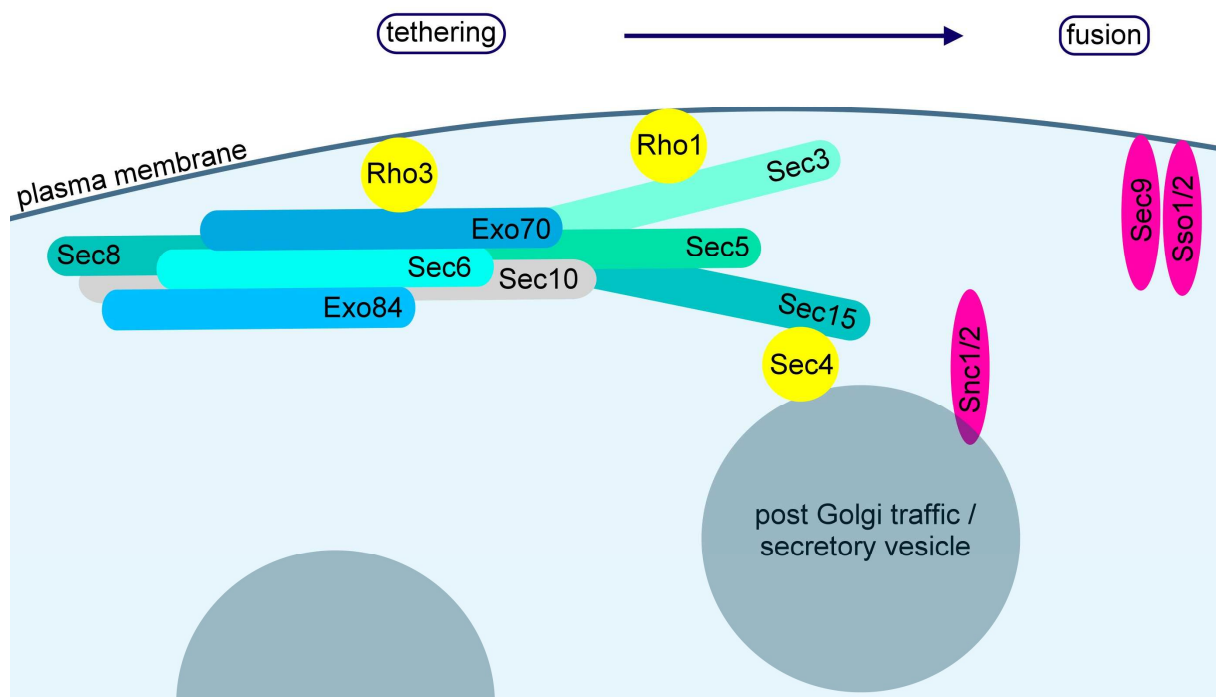 tethering
fusion
plasma membrane
Rho3
Rho1
Sec3
Exo70
Sec8
Sec5
Sec6
Sec10
Exo84
Sec15
Sec4
Snc1/2
Sec9
Sso1/2
post Golgi traffic /
secretory vesicle